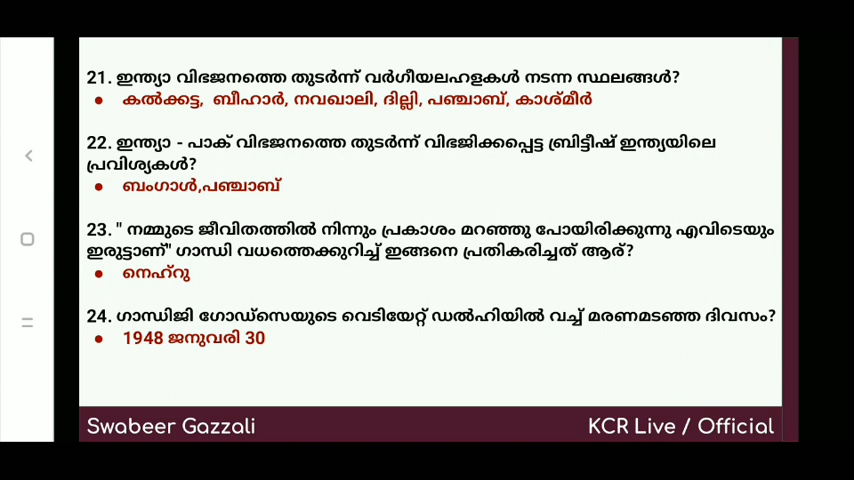 21. ഇന്ത്യാ വിഭജനത്തെ തുടർന്ന് വർഗീയലഹളകൾ നടന്ന സ്ഥലങ്ങൾ?
● കൽക്കട്ട, ബീഹാർ, നവഖാലി, ദില്ലി, പഞ്ചാബ്, കാശ്മീർ
22. ഇന്ത്യാ - പാക് വിഭജനത്തെ തുടർന്ന് വിഭജിക്കപ്പെട്ട ബ്രിട്ടീഷ് ഇന്ത്യയിലെ
പ്രവിശ്യകൾ?
● ബംഗാൾ,പഞ്ചാബ്
23. " നമ്മുടെ ജീവിതത്തിൽ നിന്നും പ്രകാശം മറഞ്ഞു പോയിരിക്കുന്നു എവിടെയും
ഇരുട്ടാണ്" ഗാന്ധി വധത്തെക്കുറിച്ച് ഇങ്ങനെ പ്രതികരിച്ചത് ആര്?
● നെഹ്റു
24. ഗാന്ധിജി ഗോഡ്സെയുടെ വെടിയേറ്റ് ഡൽഹിയിൽ വച്ച് മരണമടഞ്ഞ ദിവസം?
● 1948 ജനുവരി 30
Swabeer Gazzali
KCR Live / Official